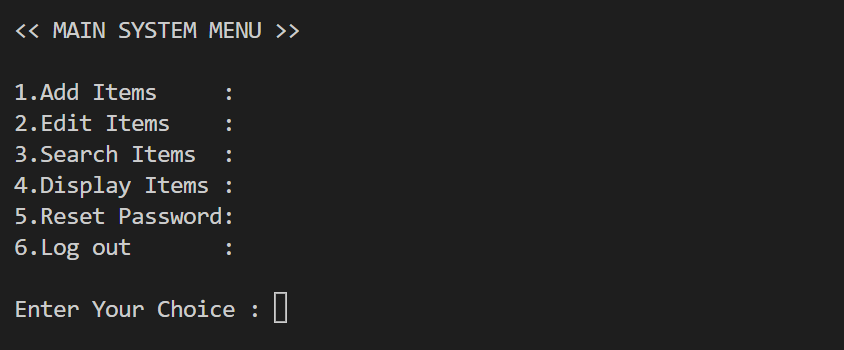 << MAIN SYSTEM MENU >>
1.Add Items     :
2.Edit Items    :
3.Search Items  :
4.Display Items :
5.Reset Password:
6.Log out       :
Enter Your Choice :